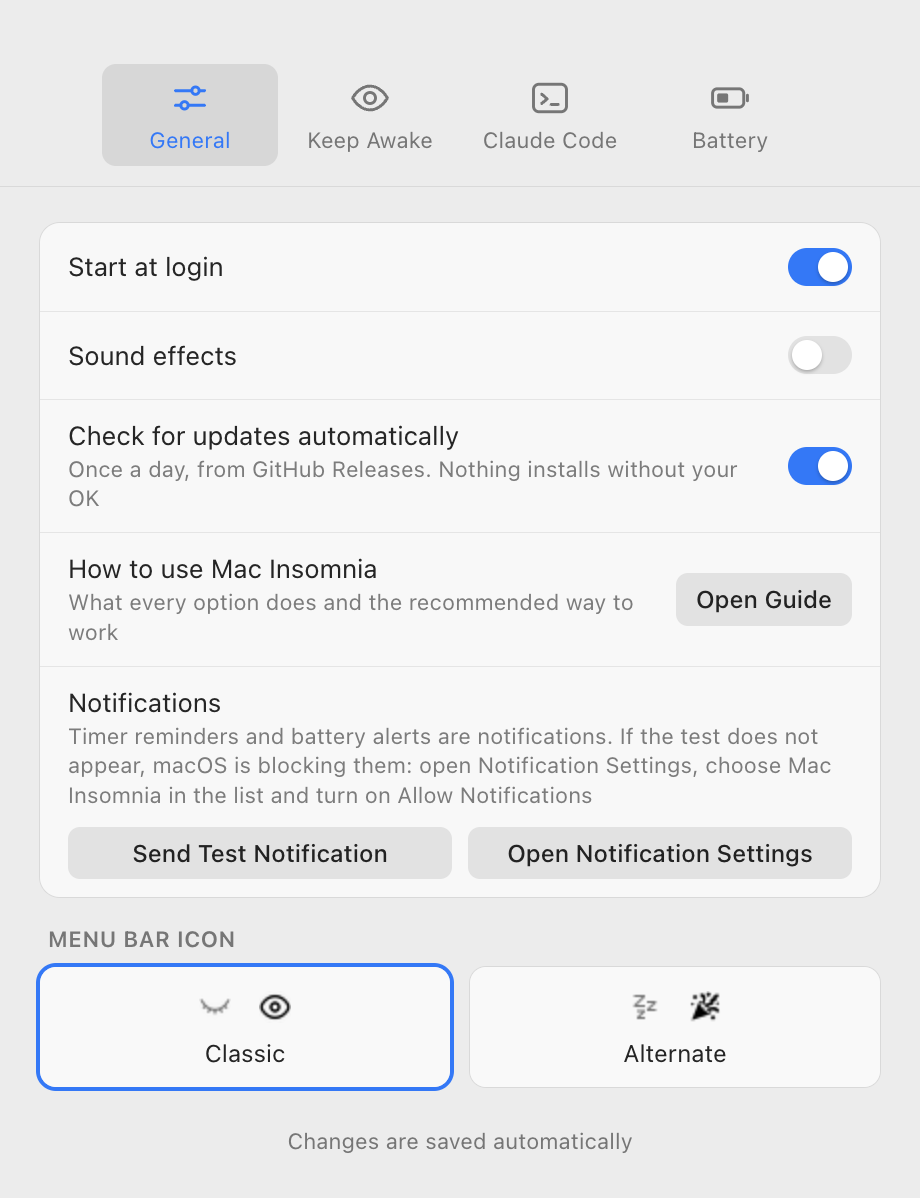 General
Keep Awake
Claude Code
Battery
Start at login
Sound effects
Check for updates automatically
Once a day, from GitHub Releases. Nothing installs without your
OK
How to use Mac Insomnia
What every option does and the recommended way to
work
Open Guide
Notifications
Timer reminders and battery alerts are notifications. If the test does not
appear, macOS is blocking them: open Notification Settings, choose Mac
Insomnia in the list and turn on Allow Notifications
Send Test Notification
Open Notification Settings
MENU BAR ICON
Classic
Alternate
Changes are saved automatically